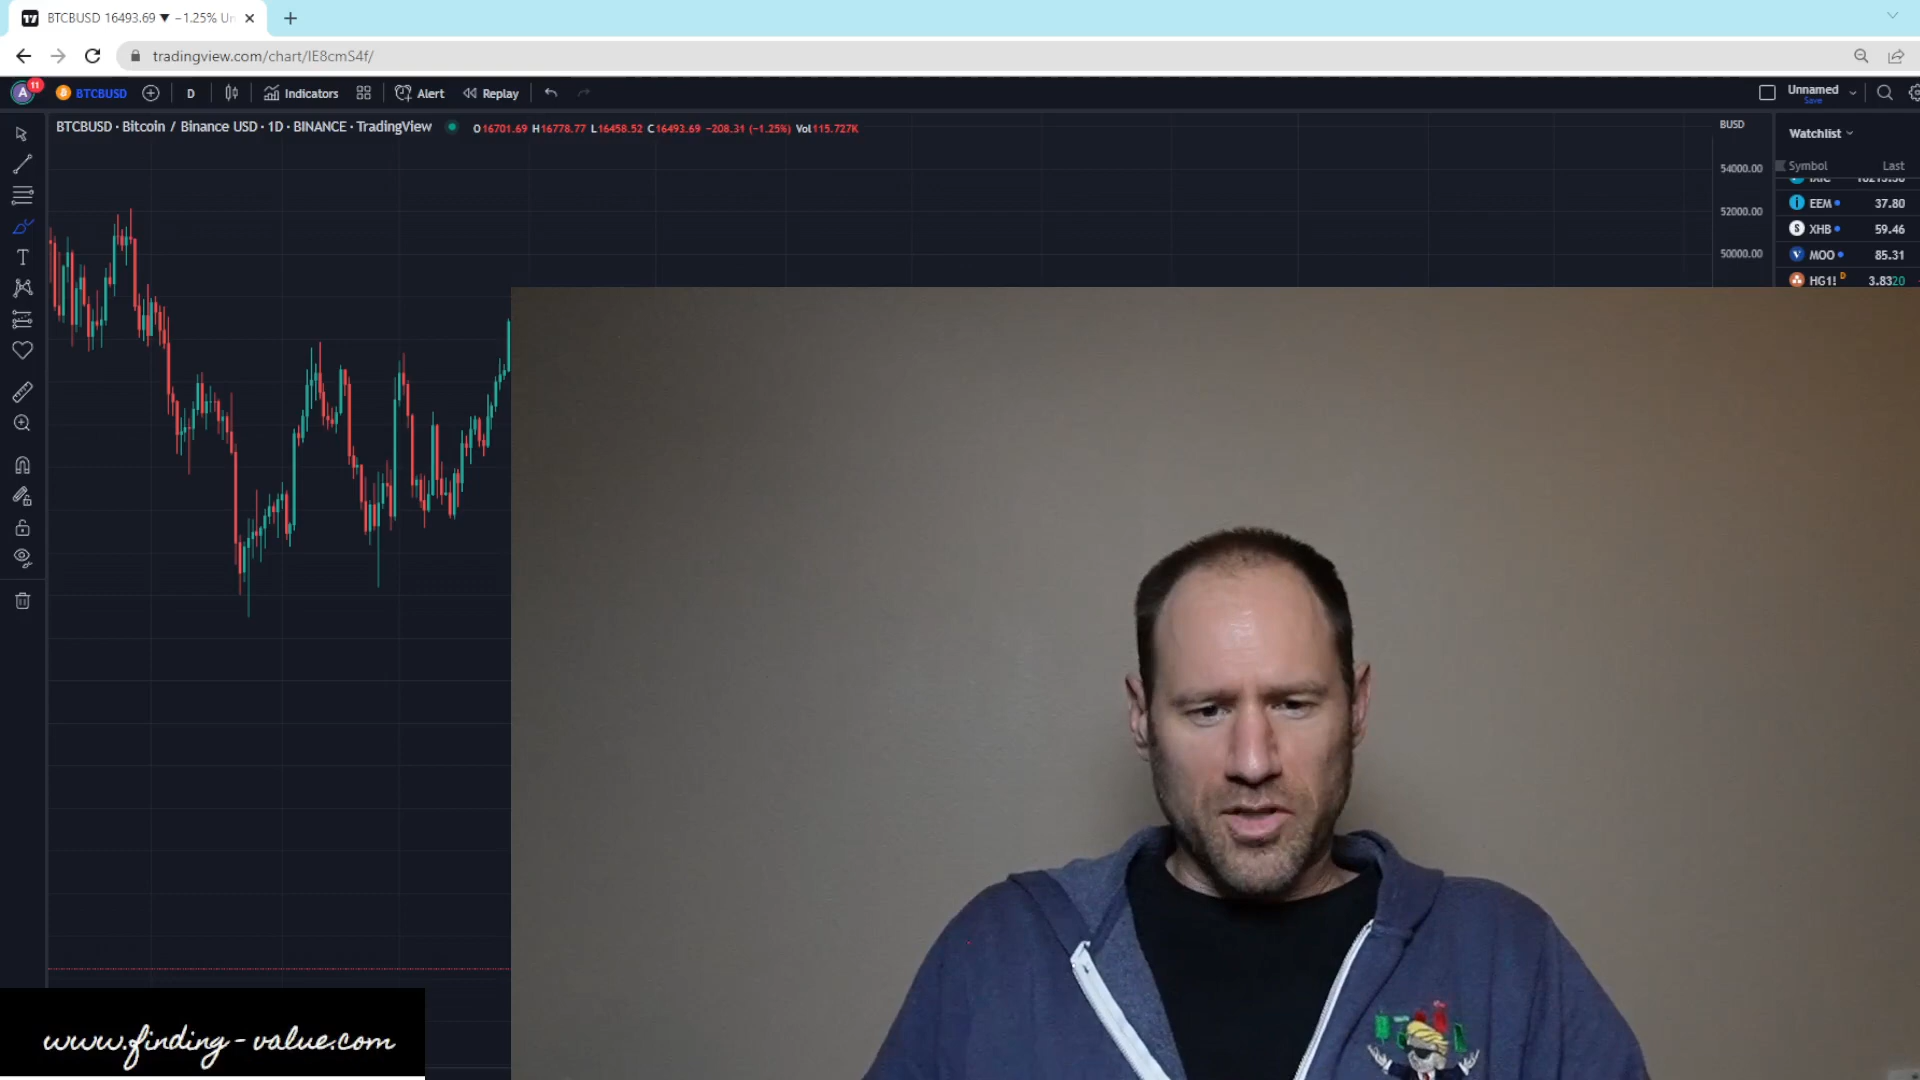 BTCBUSD 16493.69 ▼ −1.25% Un
tradingview.com/chart/IE8cmS4f/
A 11 BTCBUSD D Indicators Alert Replay Unnamed
Save
BTCBUSD · Bitcoin / Binance USD · 1D · BINANCE · TradingView O16701.69 H16778.77 L16458.52 C16493.69 −208.31 (−1.25%) Vol115.727K
BUSD
54000.00
52000.00
50000.00
Watchlist
Symbol Last
EEM 37.80
XHB 59.46
MOO 85.31
HG1! D 3.8320
www.finding-value.com